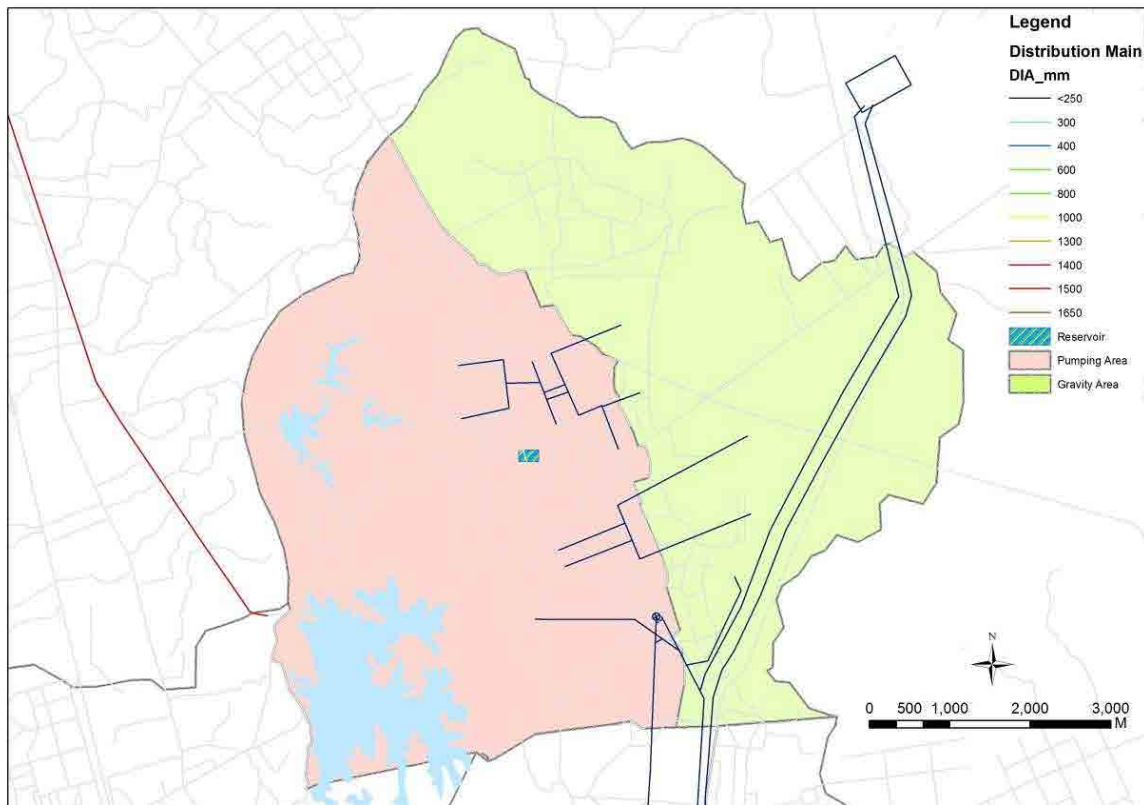 Legend
Distribution Main
DIA_mm
<250
300
400
600
800
1000
1300
1400
1500
1650
Reservoir
Pumping Area
Gravity Area
N
0 500 1,000 2,000 3,000
M